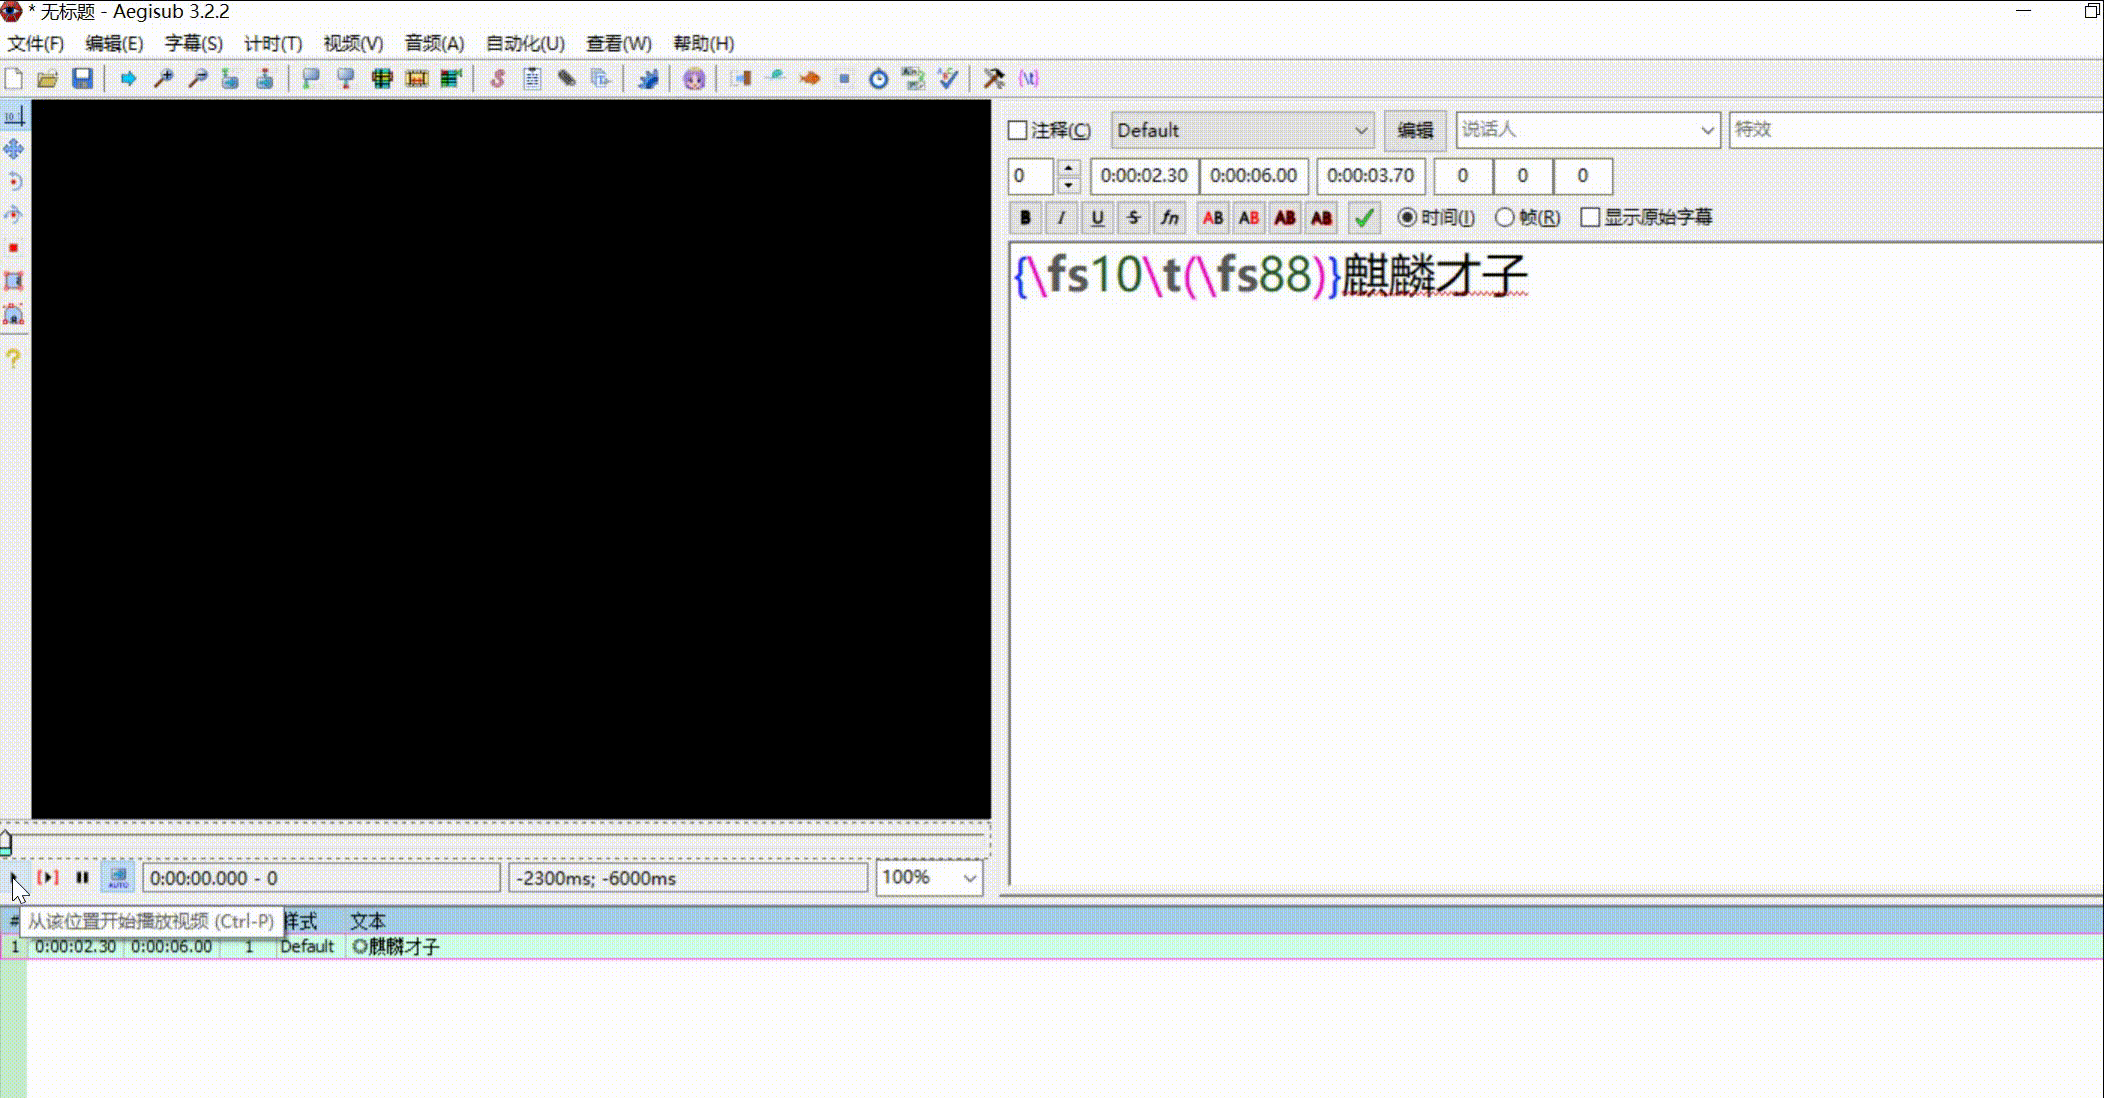 * 无标题 - Aegisub 3.2.2
文件(F) 编辑(E) 字幕(S) 计时(T) 视频(V) 音频(A) 自动化(U) 查看(W) 帮助(H)
注释(C) Default 编辑 说话人 特效
0 0:00:02.30 0:00:06.00 0:00:03.70 0 0 0
B I U S fn AB AB AB AB 时间(I) 帧(R) 显示原始字幕
{\fs10\t(\fs88)}麒麟才子
AUTO 0:00:00.000 - 0 -2300ms; -6000ms 100%
从该位置开始播放视频 (Ctrl-P)
# 样式 文本
1 0:00:02.30 0:00:06.00 1 Default 麒麟才子